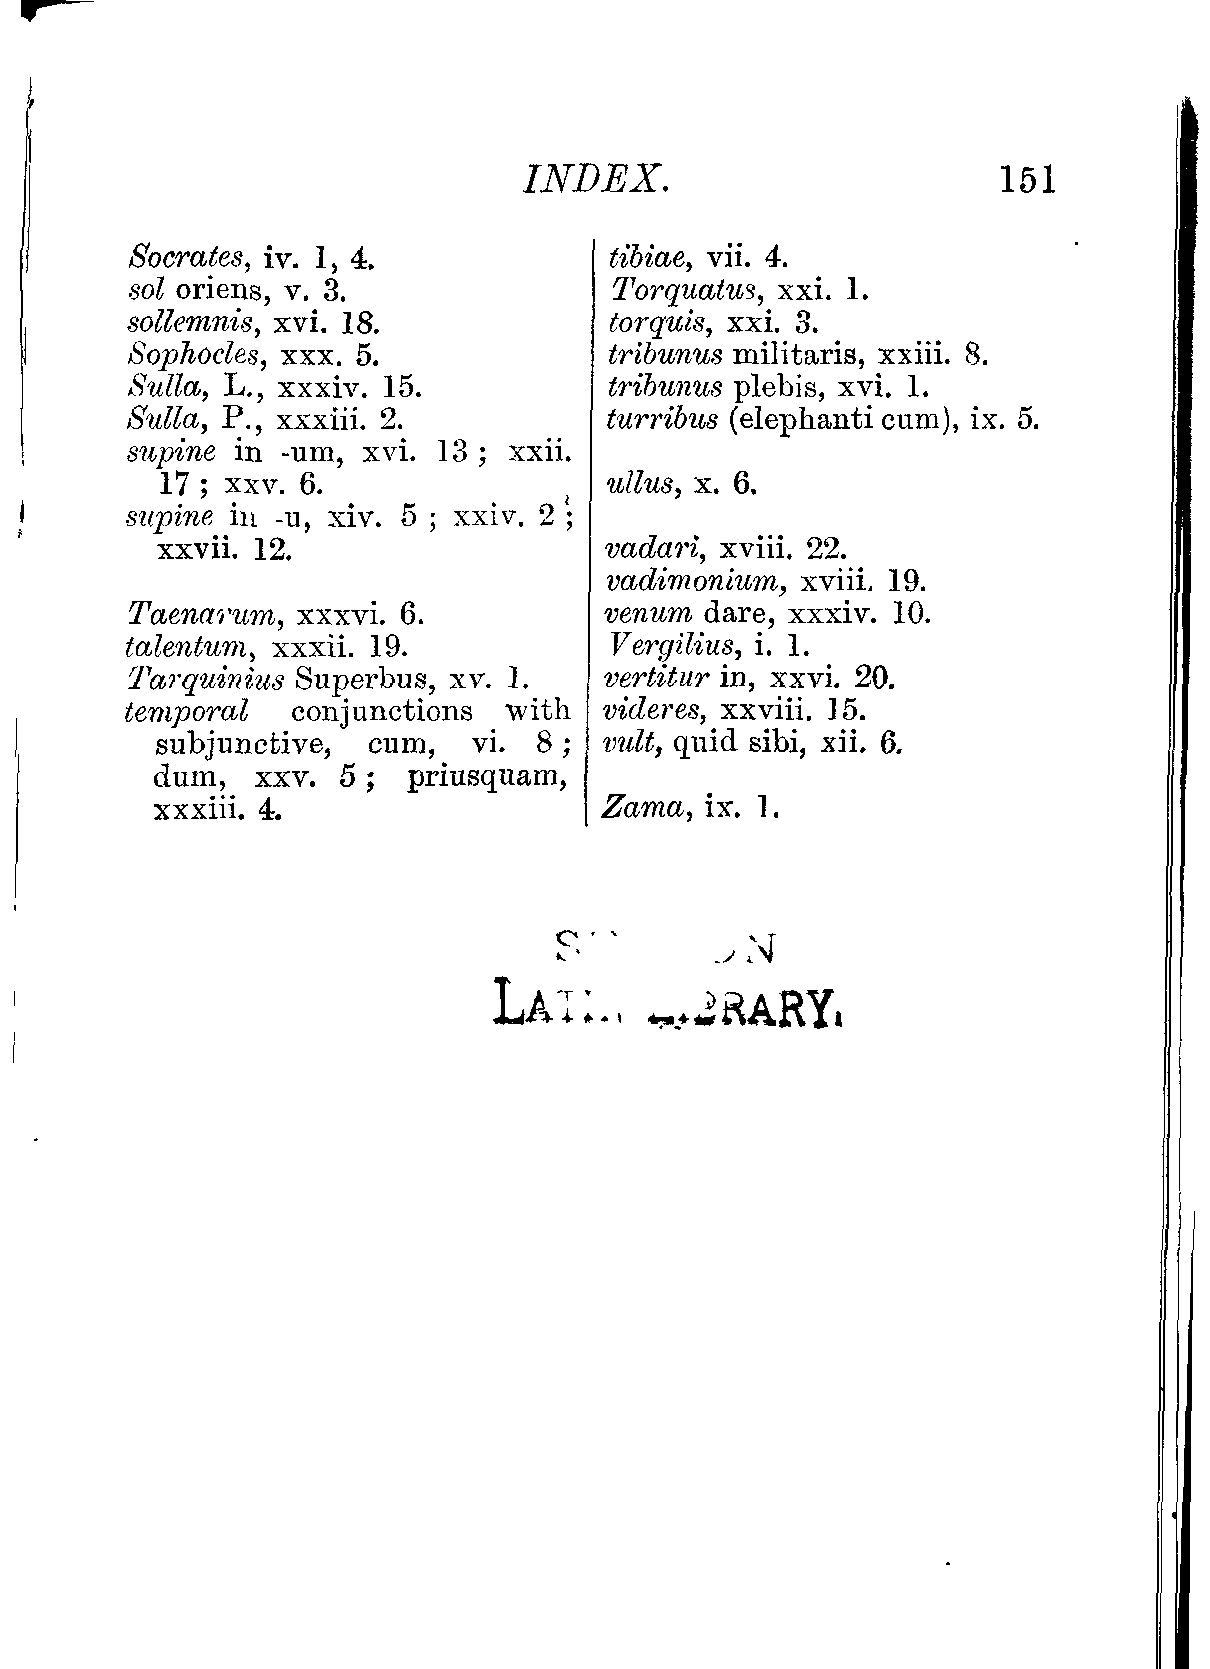 INDEX. 151
Socrates, iv. 1, 4.
sol oriens, v. 3.
sollemnis, xvi. 18.
Sophocles, xxx. 5.
Sulla, L., xxxiv. 15.
Sulla, P., xxxiii. 2.
supine in -um, xvi. 13 ; xxii.
17 ; xxv. 6.
supine in -u, xiv. 5 ; xxiv. 2 ;
xxvii. 12.
Taenarum, xxxvi. 6.
talentum, xxxii. 19.
Tarquinius Superbus, xv. 1.
temporal conjunctions with
subjunctive, cum, vi. 8 ;
dum, xxv. 5 ; priusquam,
xxxiii. 4.
tibiae, vii. 4.
Torquatus, xxi. 1.
torquis, xxi. 3.
tribunus militaris, xxiii. 8.
tribunus plebis, xvi. 1.
turribus (elephanti cum), ix. 5.
ullus, x. 6.
vadari, xviii. 22.
vadimonium, xviii. 19.
venum dare, xxxiv. 10.
Vergilius, i. 1.
vertitur in, xxvi. 20.
videres, xxviii. 15.
vult, quid sibi, xii. 6.
Zama, ix. 1.
LATIN LIBRARY.